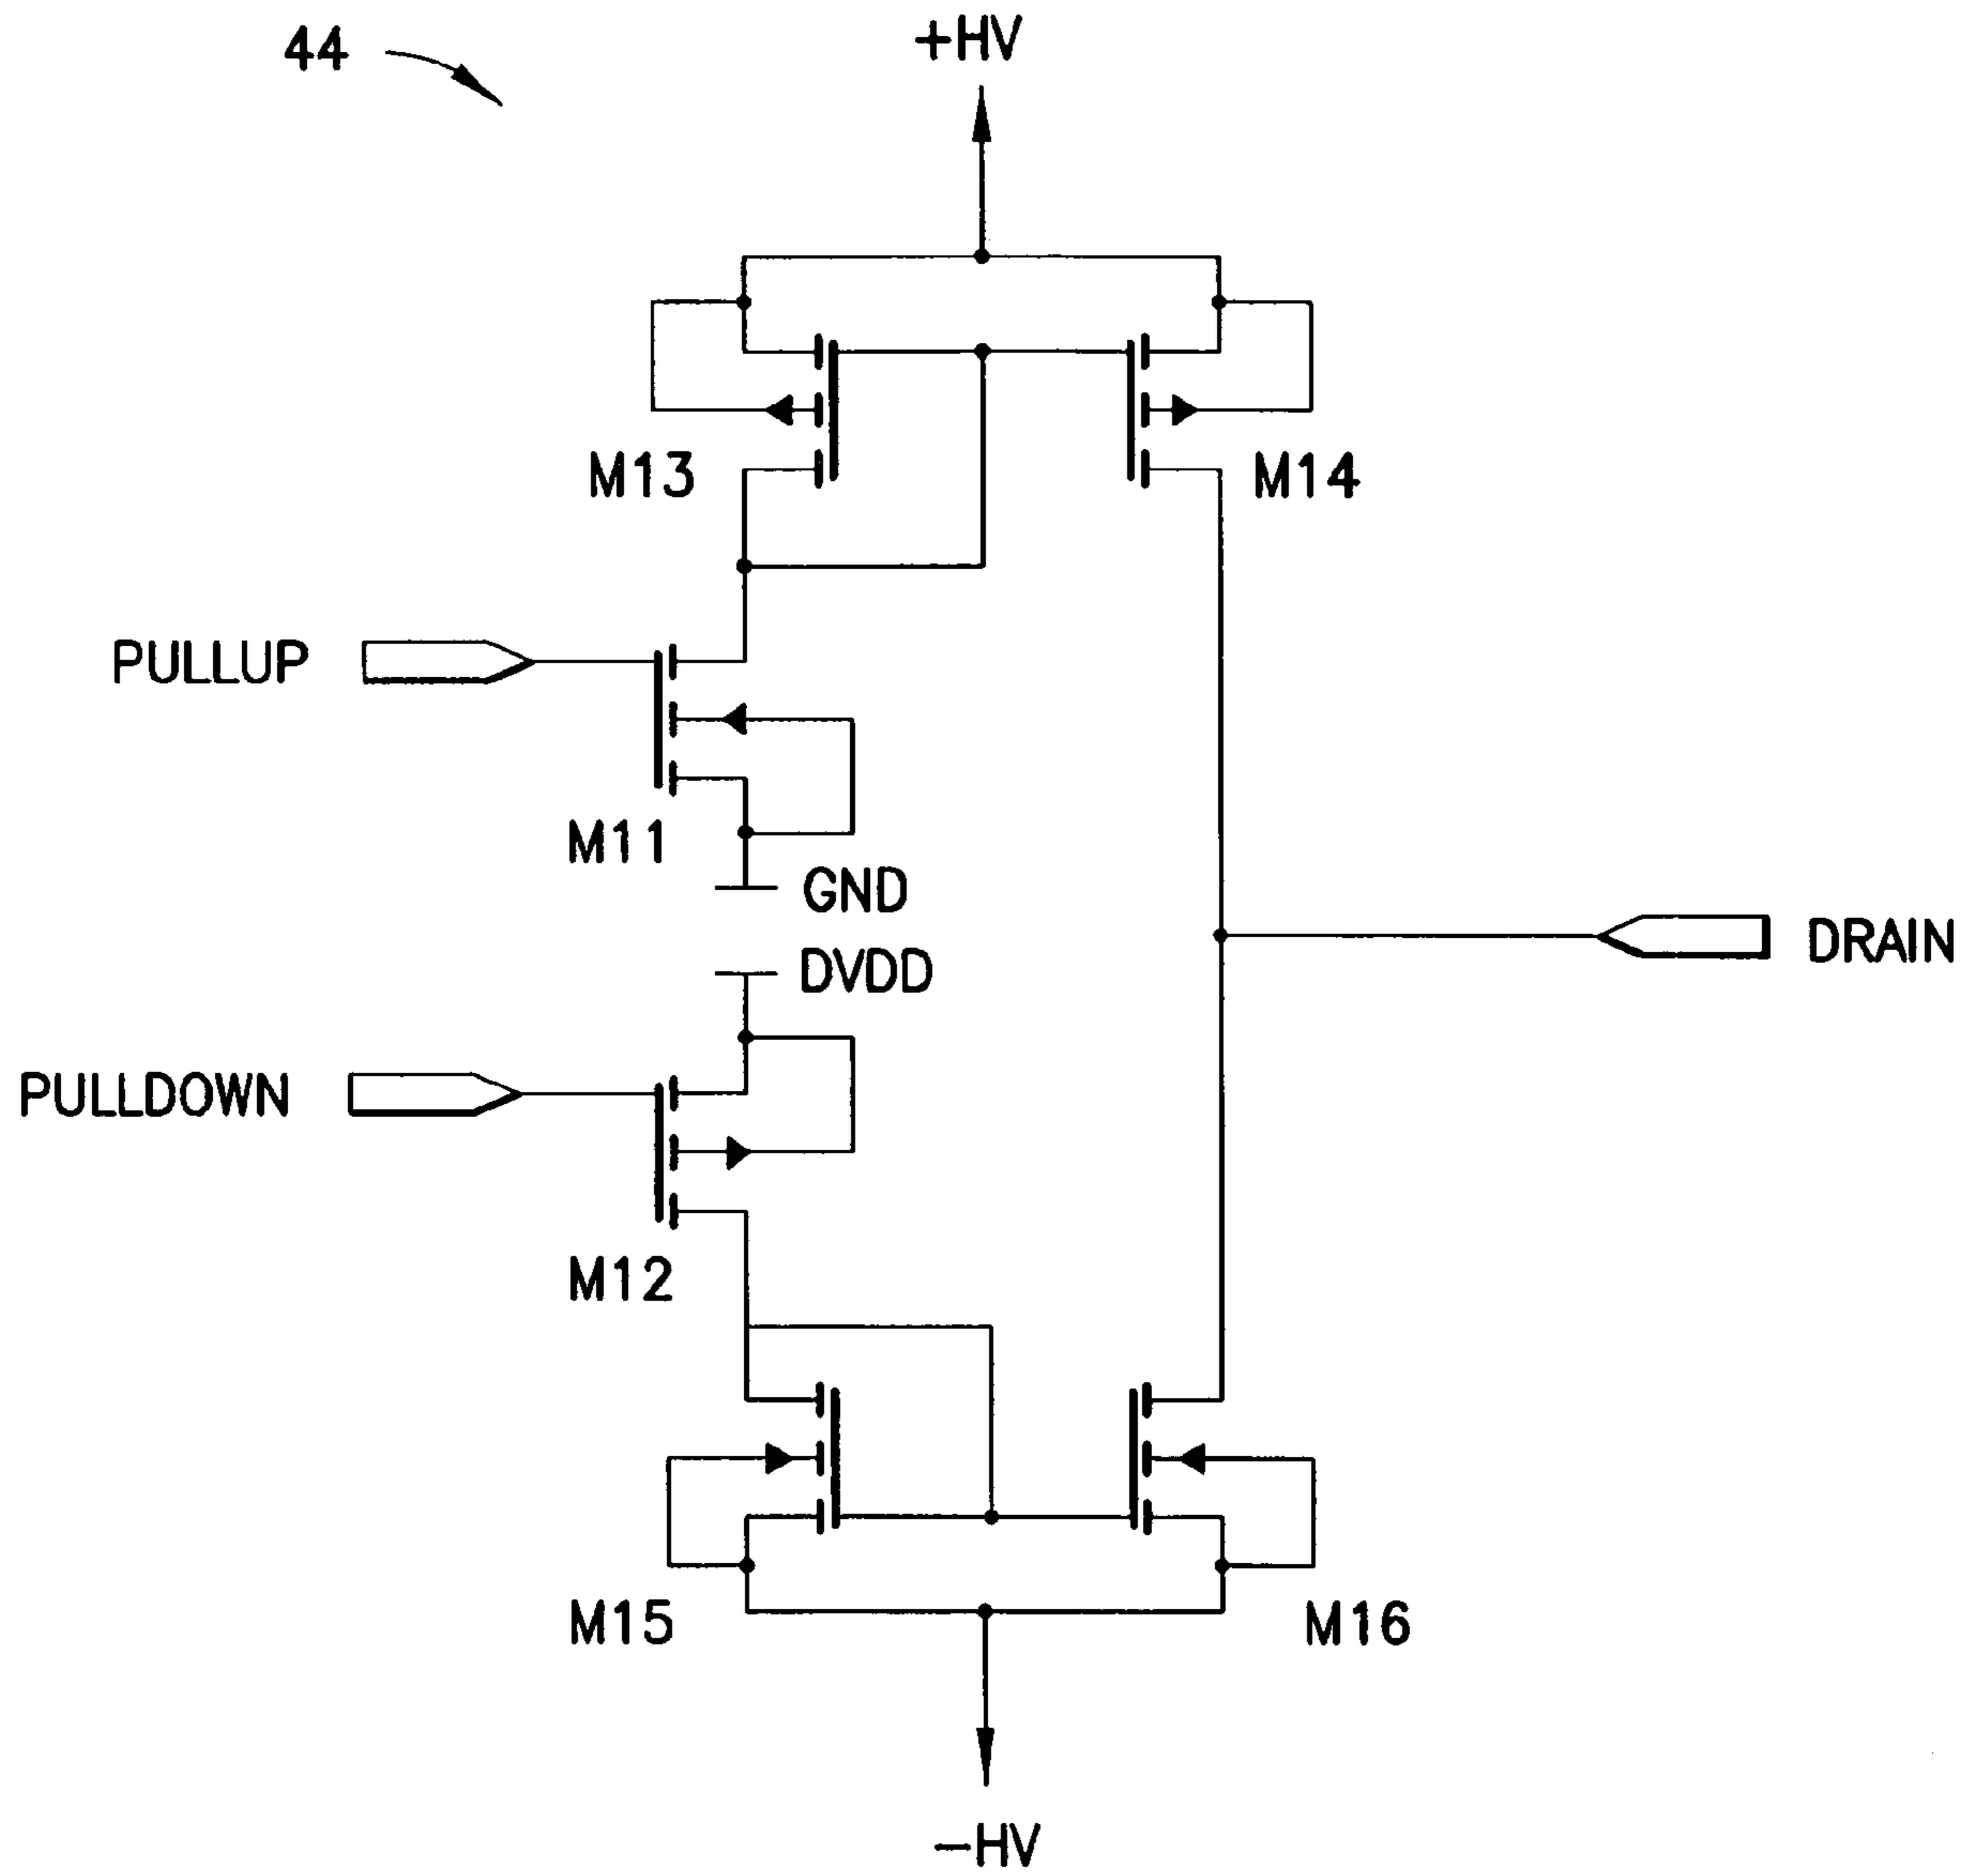 44
+HV
M13
M14
PULLUP
M11
GND
DRAIN
DVDD
PULLDOWN
M12
M15
M16
-HV